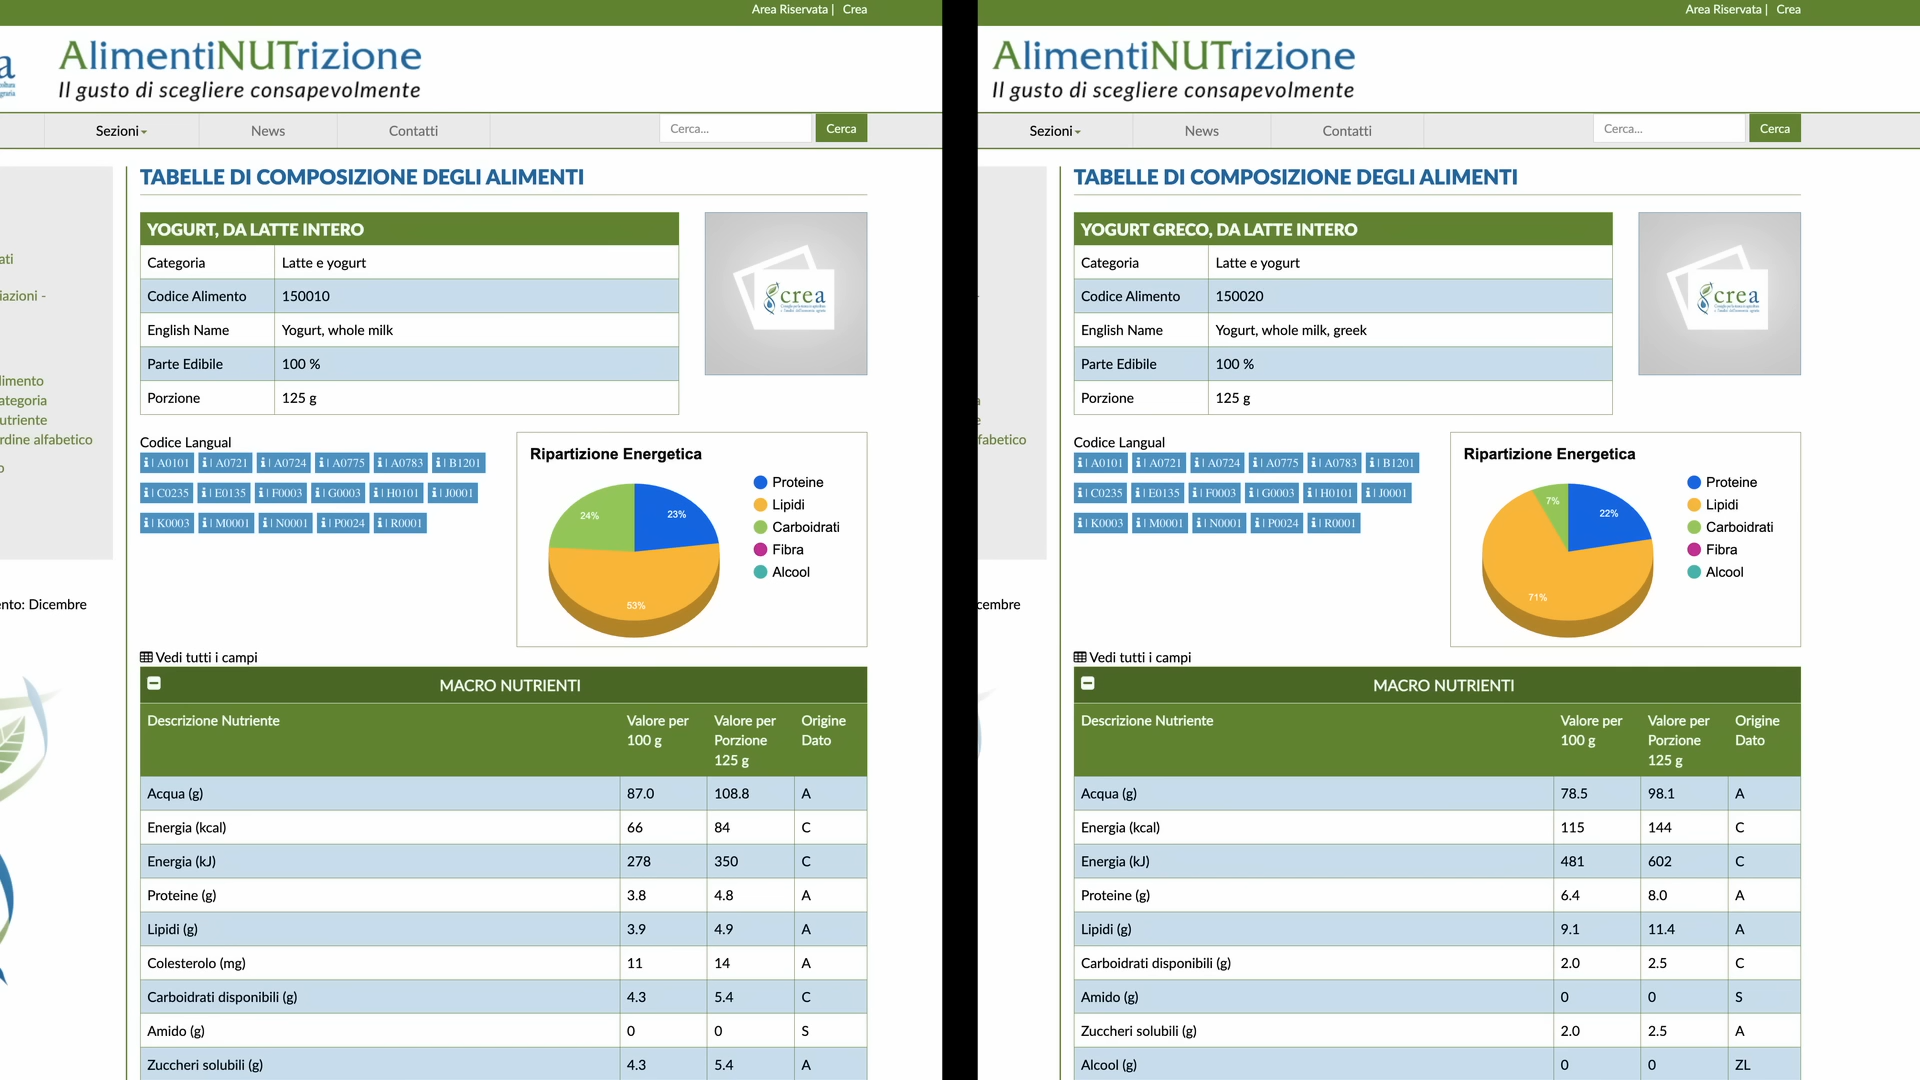 Area Riservata | Crea
AlimentiNUTrizione
Il gusto di scegliere consapevolmente
Sezioni News Contatti Cerca... Cerca
TABELLE DI COMPOSIZIONE DEGLI ALIMENTI
YOGURT, DA LATTE INTERO
Categoria Latte e yogurt
Codice Alimento 150010
English Name Yogurt, whole milk
Parte Edibile 100 %
Porzione 125 g
crea
Codice Langual
i | A0101 i | A0721 i | A0724 i | A0775 i | A0783 i | B1201
i | C0235 i | E0135 i | F0003 i | G0003 i | H0101 i | J0001
i | K0003 i | M0001 i | N0001 i | P0024 i | R0001
Ripartizione Energetica
Proteine
Lipidi
Carboidrati
Fibra
Alcool
24% 23%
53%
Vedi tutti i campi
MACRO NUTRIENTI
Descrizione Nutriente Valore per 100 g Valore per Porzione 125 g Origine Dato
Acqua (g) 87.0 108.8 A
Energia (kcal) 66 84 C
Energia (kJ) 278 350 C
Proteine (g) 3.8 4.8 A
Lipidi (g) 3.9 4.9 A
Colesterolo (mg) 11 14 A
Carboidrati disponibili (g) 4.3 5.4 C
Amido (g) 0 0 S
Zuccheri solubili (g) 4.3 5.4 A
ati
iazioni -
limento
ategoria
utriente
rdine alfabetico
o
nto: Dicembre
Area Riservata | Crea
AlimentiNUTrizione
Il gusto di scegliere consapevolmente
Sezioni News Contatti Cerca... Cerca
TABELLE DI COMPOSIZIONE DEGLI ALIMENTI
YOGURT GRECO, DA LATTE INTERO
Categoria Latte e yogurt
Codice Alimento 150020
English Name Yogurt, whole milk, greek
Parte Edibile 100 %
Porzione 125 g
crea
Codice Langual
i | A0101 i | A0721 i | A0724 i | A0775 i | A0783 i | B1201
i | C0235 i | E0135 i | F0003 i | G0003 i | H0101 i | J0001
i | K0003 i | M0001 i | N0001 i | P0024 i | R0001
Ripartizione Energetica
Proteine
Lipidi
Carboidrati
Fibra
Alcool
7% 22%
71%
Vedi tutti i campi
MACRO NUTRIENTI
Descrizione Nutriente Valore per 100 g Valore per Porzione 125 g Origine Dato
Acqua (g) 78.5 98.1 A
Energia (kcal) 115 144 C
Energia (kJ) 481 602 C
Proteine (g) 6.4 8.0 A
Lipidi (g) 9.1 11.4 A
Carboidrati disponibili (g) 2.0 2.5 C
Amido (g) 0 0 S
Zuccheri solubili (g) 2.0 2.5 A
Alcool (g) 0 0 ZL
fabetico
cembre